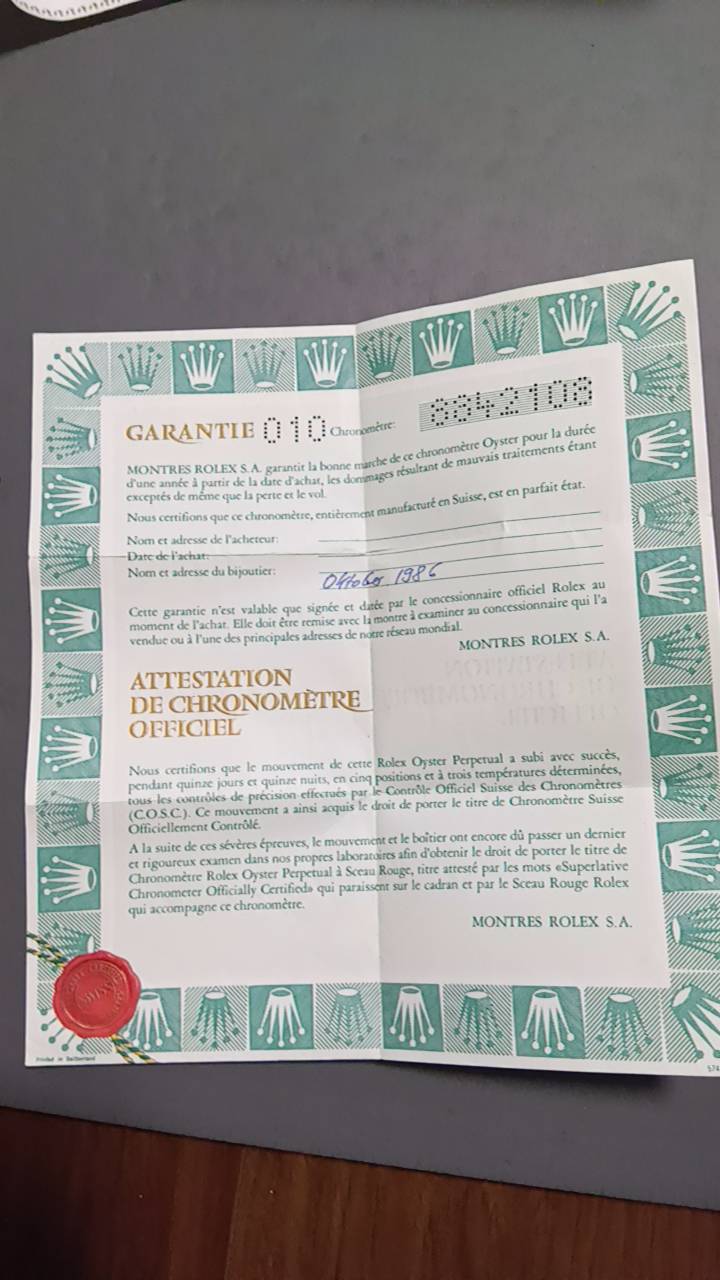 GARANTIE 010 Chronomètre: 8842108
MONTRES ROLEX S.A. garantit la bonne marche de ce chronomètre Oyster pour la durée
d'une année à partir de la date d'achat, les dommages résultant de mauvais traitements étant
exceptés de même que la perte et le vol.
Nous certifions que ce chronomètre, entièrement manufacturé en Suisse, est en parfait état.
Nom et adresse de l'acheteur:
Date de l'achat:
Nom et adresse du bijoutier: Oktober 1986
Cette garantie n'est valable que signée et datée par le concessionnaire officiel Rolex au
moment de l'achat. Elle doit être remise avec la montre à examiner au concessionnaire qui l'a
vendue ou à l'une des principales adresses de notre réseau mondial.
MONTRES ROLEX S.A.
ATTESTATION
DE CHRONOMÈTRE
OFFICIEL
Nous certifions que le mouvement de cette Rolex Oyster Perpetual a subi avec succès,
pendant quinze jours et quinze nuits, en cinq positions et à trois températures déterminées,
tous les contrôles de précision effectués par le Contrôle Officiel Suisse des Chronomètres
(C.O.S.C.). Ce mouvement a ainsi acquis le droit de porter le titre de Chronomètre Suisse
Officiellement Contrôlé.
A la suite de ces sévères épreuves, le mouvement et le boîtier ont encore dû passer un dernier
et rigoureux examen dans nos propres laboratoires afin d'obtenir le droit de porter le titre de
Chronomètre Rolex Oyster Perpetual à Sceau Rouge, titre attesté par les mots «Superlative
Chronometer Officially Certified» qui paraissent sur le cadran et par le Sceau Rouge Rolex
qui accompagne ce chronomètre.
MONTRES ROLEX S.A.
Printed in Switzerland